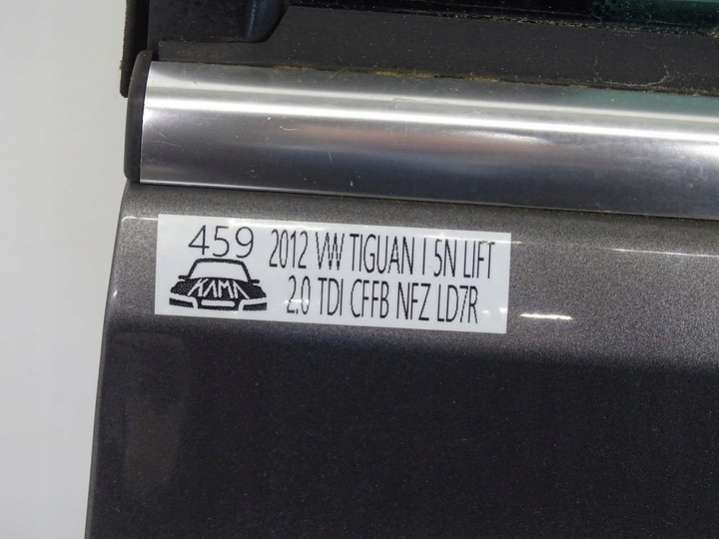 459
KAMA
2012 VW TIGUAN I 5N LIFT
2.0 TDI CFFB NFZ LD7R